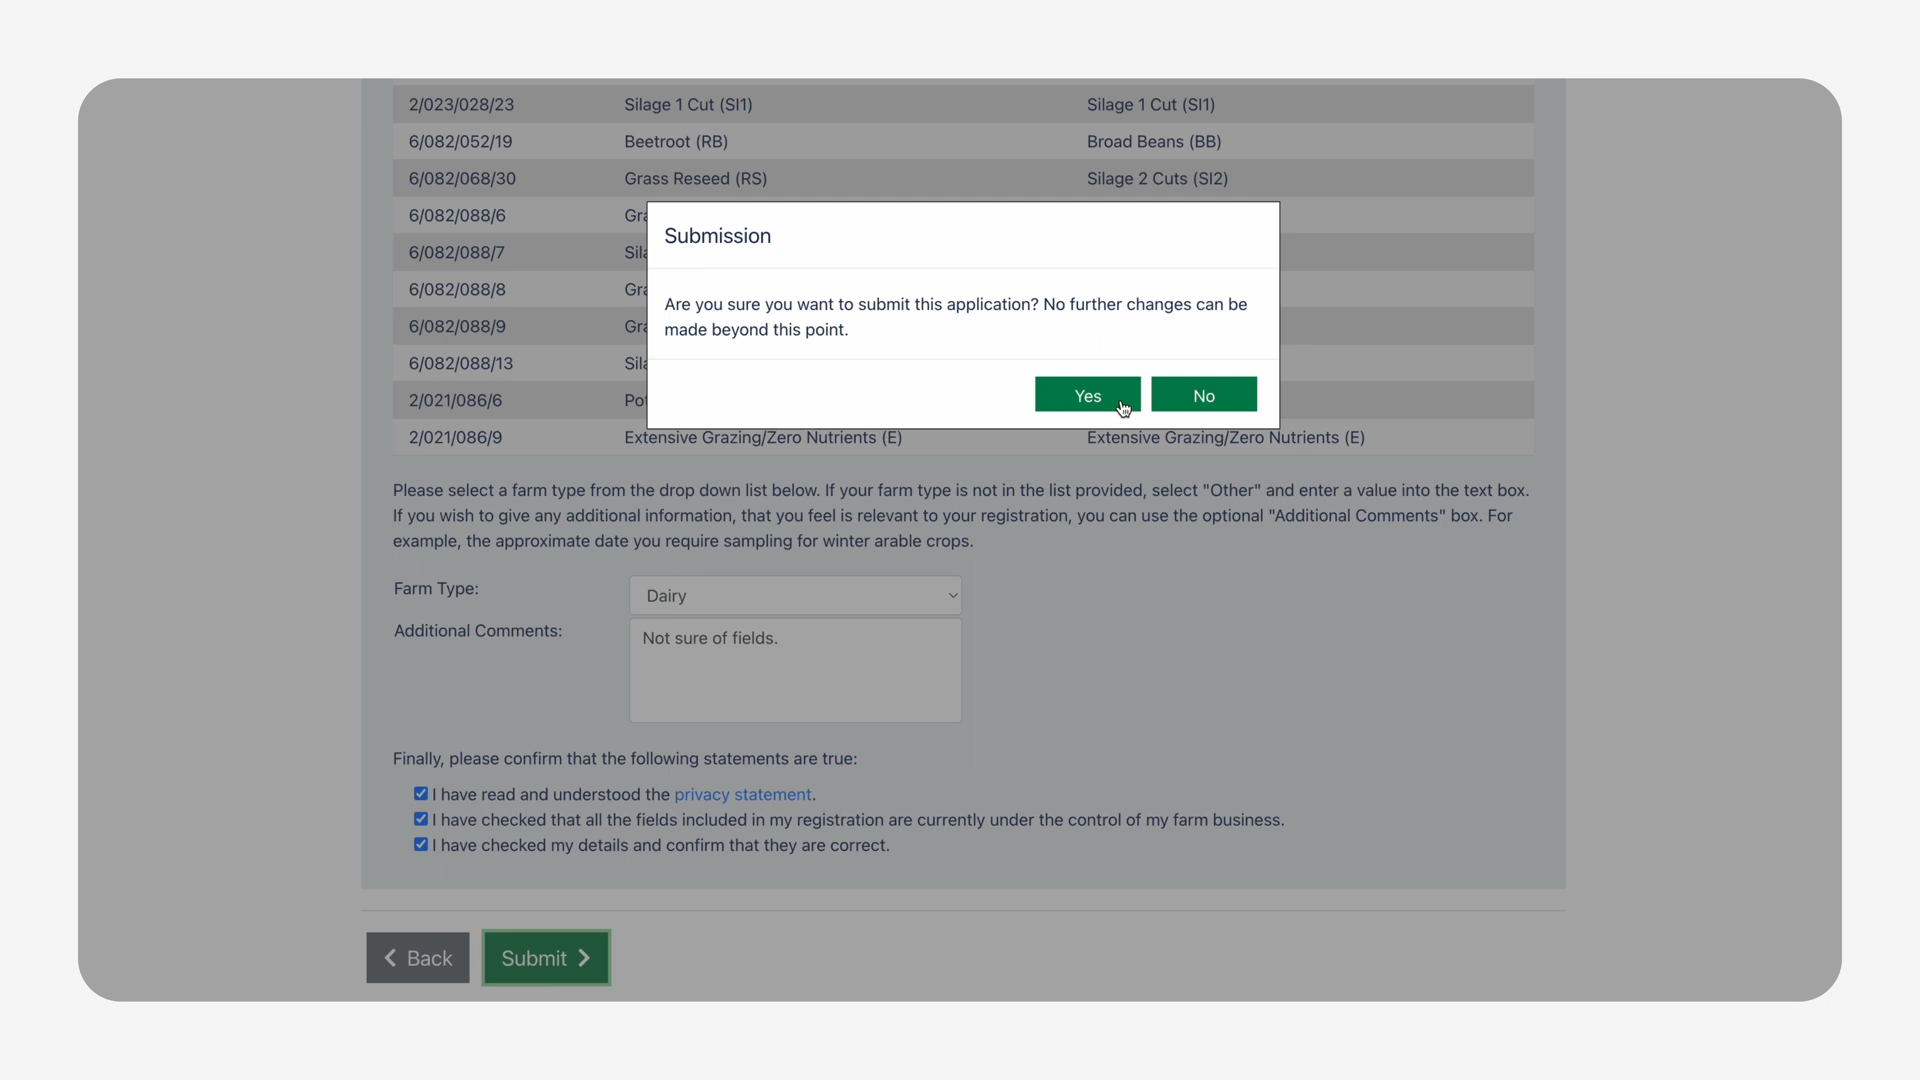 2/023/028/23 Silage 1 Cut (SI1) Silage 1 Cut (SI1)
6/082/052/19 Beetroot (RB) Broad Beans (BB)
6/082/068/30 Grass Reseed (RS) Silage 2 Cuts (SI2)
6/082/088/6 Gra
6/082/088/7 Sila
6/082/088/8 Gra
6/082/088/9 Gra
6/082/088/13 Sila
2/021/086/6 Pot
2/021/086/9 Extensive Grazing/Zero Nutrients (E) Extensive Grazing/Zero Nutrients (E)
Submission
Are you sure you want to submit this application? No further changes can be
made beyond this point.
Yes No
Please select a farm type from the drop down list below. If your farm type is not in the list provided, select "Other" and enter a value into the text box.
If you wish to give any additional information, that you feel is relevant to your registration, you can use the optional "Additional Comments" box. For
example, the approximate date you require sampling for winter arable crops.
Farm Type: Dairy
Additional Comments: Not sure of fields.
Finally, please confirm that the following statements are true:
I have read and understood the privacy statement.
I have checked that all the fields included in my registration are currently under the control of my farm business.
I have checked my details and confirm that they are correct.
Back Submit